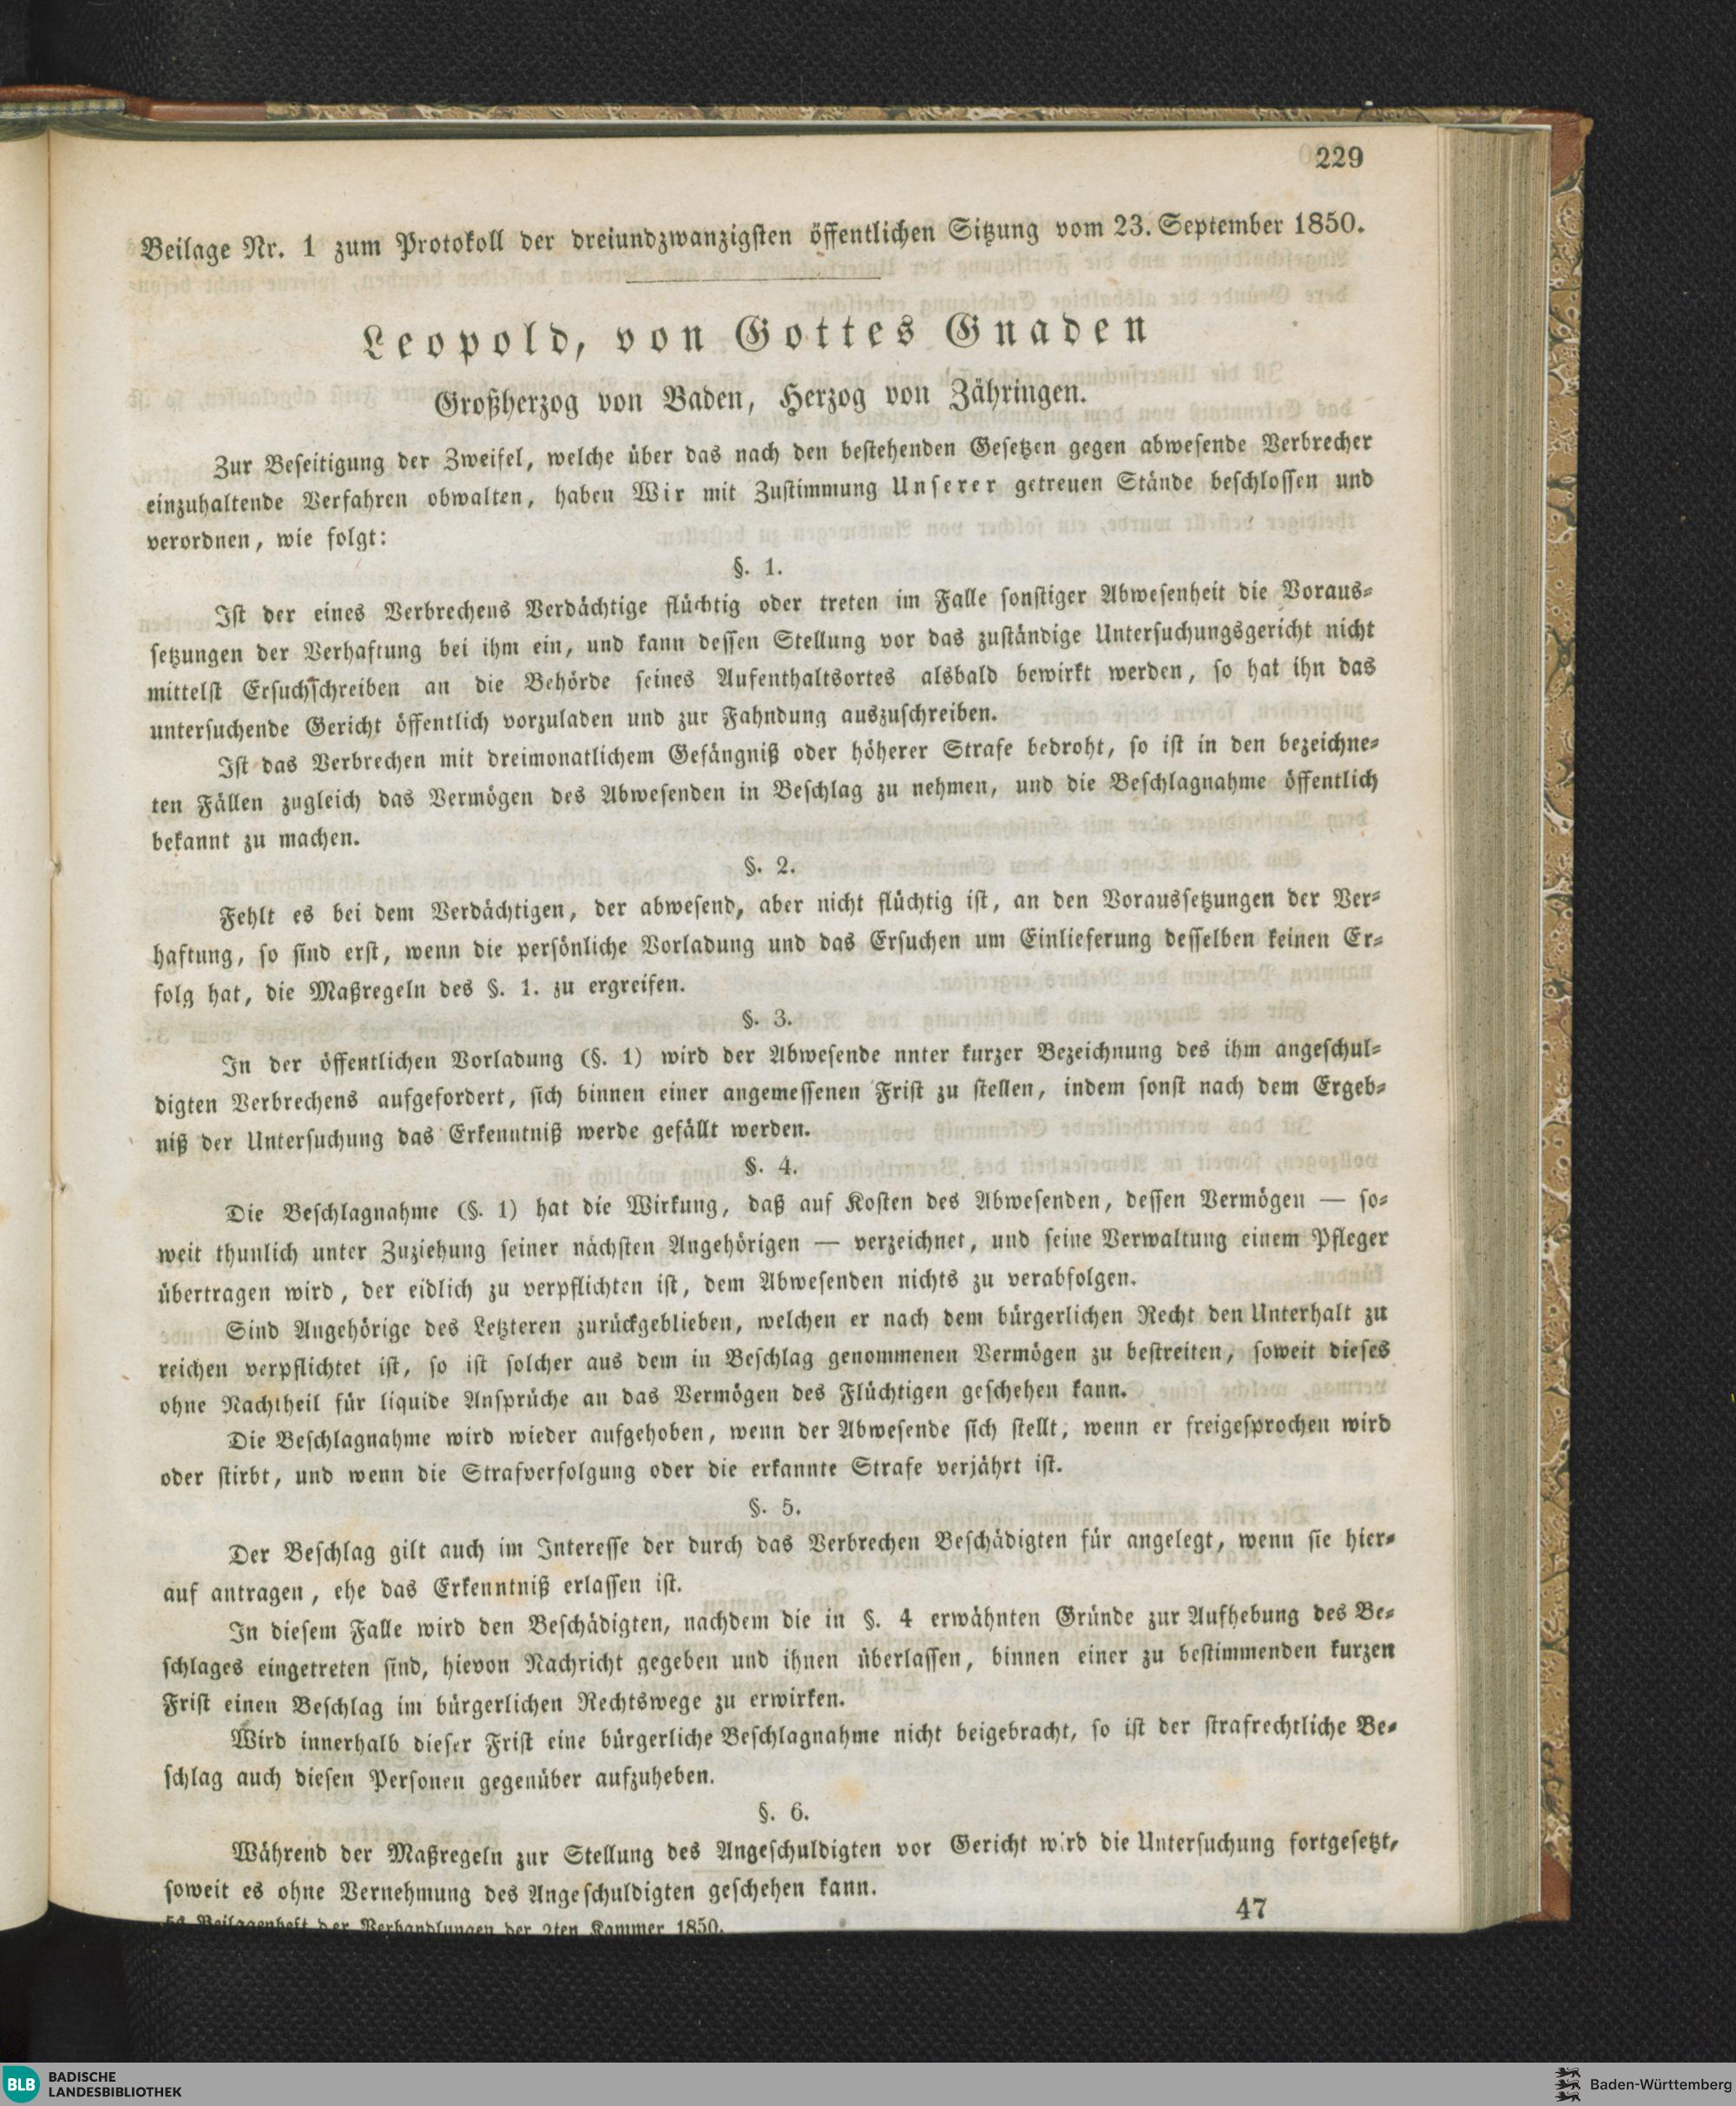 229
Beilage Nr. 1 zum Protokoll der dreiundzwanzigsten öffentlichen Sitzung vom 23. September 1850.
Leopold, von Gottes Gnaden
Großherzog von Baden, Herzog von Zähringen.
Zur Beseitigung der Zweifel, welche über das nach den bestehenden Gesetzen gegen abwesende Verbrecher
einzuhaltende Verfahren obwalten, haben Wir mit Zustimmung Unserer getreuen Stände beschlossen und
verordnen, wie folgt:
§. 1.
Ist der eines Verbrechens Verdächtige flüchtig oder treten im Falle sonstiger Abwesenheit die Voraus-
setzungen der Verhaftung bei ihm ein, und kann dessen Stellung vor das zuständige Untersuchungsgericht nicht
mittelst Ersuchschreiben an die Behörde seines Aufenthaltsortes alsbald bewirkt werden, so hat ihn das
untersuchende Gericht öffentlich vorzuladen und zur Fahndung auszuschreiben.
Ist das Verbrechen mit dreimonatlichem Gefängniß oder höherer Strafe bedroht, so ist in den bezeichne-
ten Fällen zugleich das Vermögen des Abwesenden in Beschlag zu nehmen, und die Beschlagnahme öffentlich
bekannt zu machen.
§. 2.
Fehlt es bei dem Verdächtigen, der abwesend, aber nicht flüchtig ist, an den Voraussetzungen der Ver-
haftung, so sind erst, wenn die persönliche Vorladung und das Ersuchen um Einlieferung desselben keinen Er-
folg hat, die Maßregeln des §. 1. zu ergreifen.
§. 3.
In der öffentlichen Vorladung (§. 1) wird der Abwesende nnter kurzer Bezeichnung des ihm angeschul-
digten Verbrechens aufgefordert, sich binnen einer angemessenen Frist zu stellen, indem sonst nach dem Ergeb-
niß der Untersuchung das Erkenntniß werde gefällt werden.
§. 4.
Die Beschlagnahme (§. 1) hat die Wirkung, daß auf Kosten des Abwesenden, dessen Vermögen — so-
weit thunlich unter Zuziehung seiner nächsten Angehörigen — verzeichnet, und seine Verwaltung einem Pfleger
übertragen wird, der eidlich zu verpflichten ist, dem Abwesenden nichts zu verabfolgen.
Sind Angehörige des Letzteren zurückgeblieben, welchen er nach dem bürgerlichen Recht den Unterhalt zu
reichen verpflichtet ist, so ist solcher aus dem in Beschlag genommenen Vermögen zu bestreiten, soweit dieses
ohne Nachtheil für liquide Ansprüche an das Vermögen des Flüchtigen geschehen kann.
Die Beschlagnahme wird wieder aufgehoben, wenn der Abwesende sich stellt, wenn er freigesprochen wird
oder stirbt, und wenn die Strafverfolgung oder die erkannte Strafe verjährt ist.
§. 5.
Der Beschlag gilt auch im Interesse der durch das Verbrechen Beschädigten für angelegt, wenn sie hier-
auf antragen, ehe das Erkenntniß erlassen ist.
In diesem Falle wird den Beschädigten, nachdem die in §. 4 erwähnten Gründe zur Aufhebung des Be-
schlages eingetreten sind, hievon Nachricht gegeben und ihnen überlassen, binnen einer zu bestimmenden kurzen
Frist einen Beschlag im bürgerlichen Rechtswege zu erwirken.
Wird innerhalb dieser Frist eine bürgerliche Beschlagnahme nicht beigebracht, so ist der strafrechtliche Be-
schlag auch diesen Personen gegenüber aufzuheben.
§. 6.
Während der Maßregeln zur Stellung des Angeschuldigten vor Gericht wird die Untersuchung fortgesetzt,
soweit es ohne Vernehmung des Angeschuldigten geschehen kann.
Beilagenheft der Verhandlungen der 2ten Kammer 1850.
47
BLB BADISCHE
LANDESBIBLIOTHEK
Baden-Württemberg